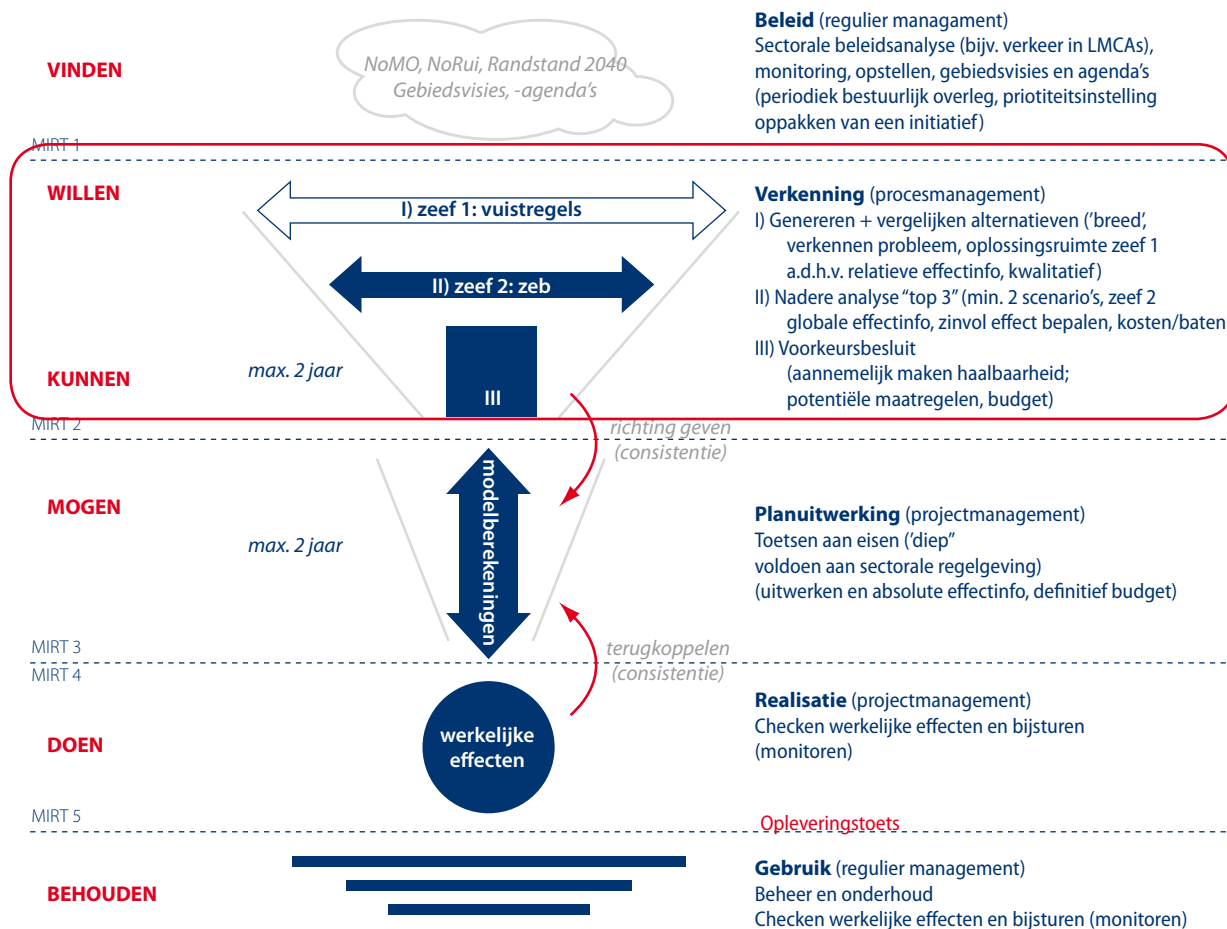 VINDEN
NoMO, NoRui, Randstand 2040
Gebiedsvisies, -agenda's
Beleid (regulier managament)
Sectorale beleidsanalyse (bijv. verkeer in LMCAs),
monitoring, opstellen, gebiedsvisies en agenda's
(periodiek bestuurlijk overleg, priotiteitsinstelling
oppakken van een initiatief)
MIRT 1
WILLEN
I) zeef 1: vuistregels
II) zeef 2: zeb
III
max. 2 jaar
KUNNEN
Verkenning (procesmanagement)
I) Genereren + vergelijken alternatieven ('breed',
verkennen probleem, oplossingsruimte zeef 1
a.d.h.v. relatieve effectinfo, kwalitatief)
II) Nadere analyse "top 3" (min. 2 scenario's, zeef 2
globale effectinfo, zinvol effect bepalen, kosten/baten
III) Voorkeursbesluit
(aannemelijk maken haalbaarheid;
potentiële maatregelen, budget)
MIRT 2
richting geven
(consistentie)
MOGEN
max. 2 jaar
modelberekeningen
Planuitwerking (projectmanagement)
Toetsen aan eisen ('diep"
voldoen aan sectorale regelgeving)
(uitwerken en absolute effectinfo, definitief budget)
MIRT 3
terugkoppelen
(consistentie)
MIRT 4
DOEN
werkelijke
effecten
Realisatie (projectmanagement)
Checken werkelijke effecten en bijsturen
(monitoren)
MIRT 5
Opleveringstoets
BEHOUDEN
Gebruik (regulier management)
Beheer en onderhoud
Checken werkelijke effecten en bijsturen (monitoren)